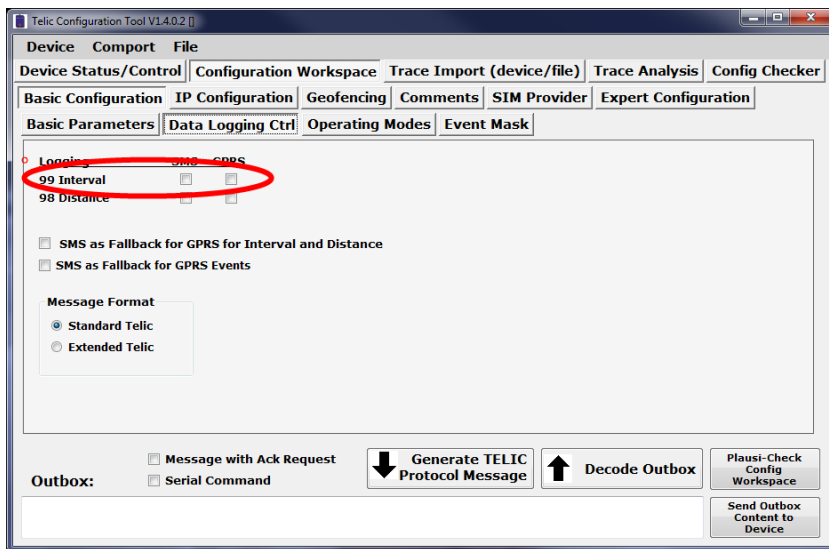 Telic Configuration Tool V1.4.0.2 []
Device Comport File
Device Status/Control Configuration Workspace Trace Import (device/file) Trace Analysis Config Checker
Basic Configuration IP Configuration Geofencing Comments SIM Provider Expert Configuration
Basic Parameters Data Logging Ctrl Operating Modes Event Mask
Logging SMS GPRS
99 Interval
98 Distance
SMS as Fallback for GPRS for Interval and Distance
SMS as Fallback for GPRS Events
Message Format
Standard Telic
Extended Telic
Message with Ack Request
Serial Command
Outbox:
Generate TELIC
Protocol Message
Decode Outbox
Plausi-Check
Config
Workspace
Send Outbox
Content to
Device